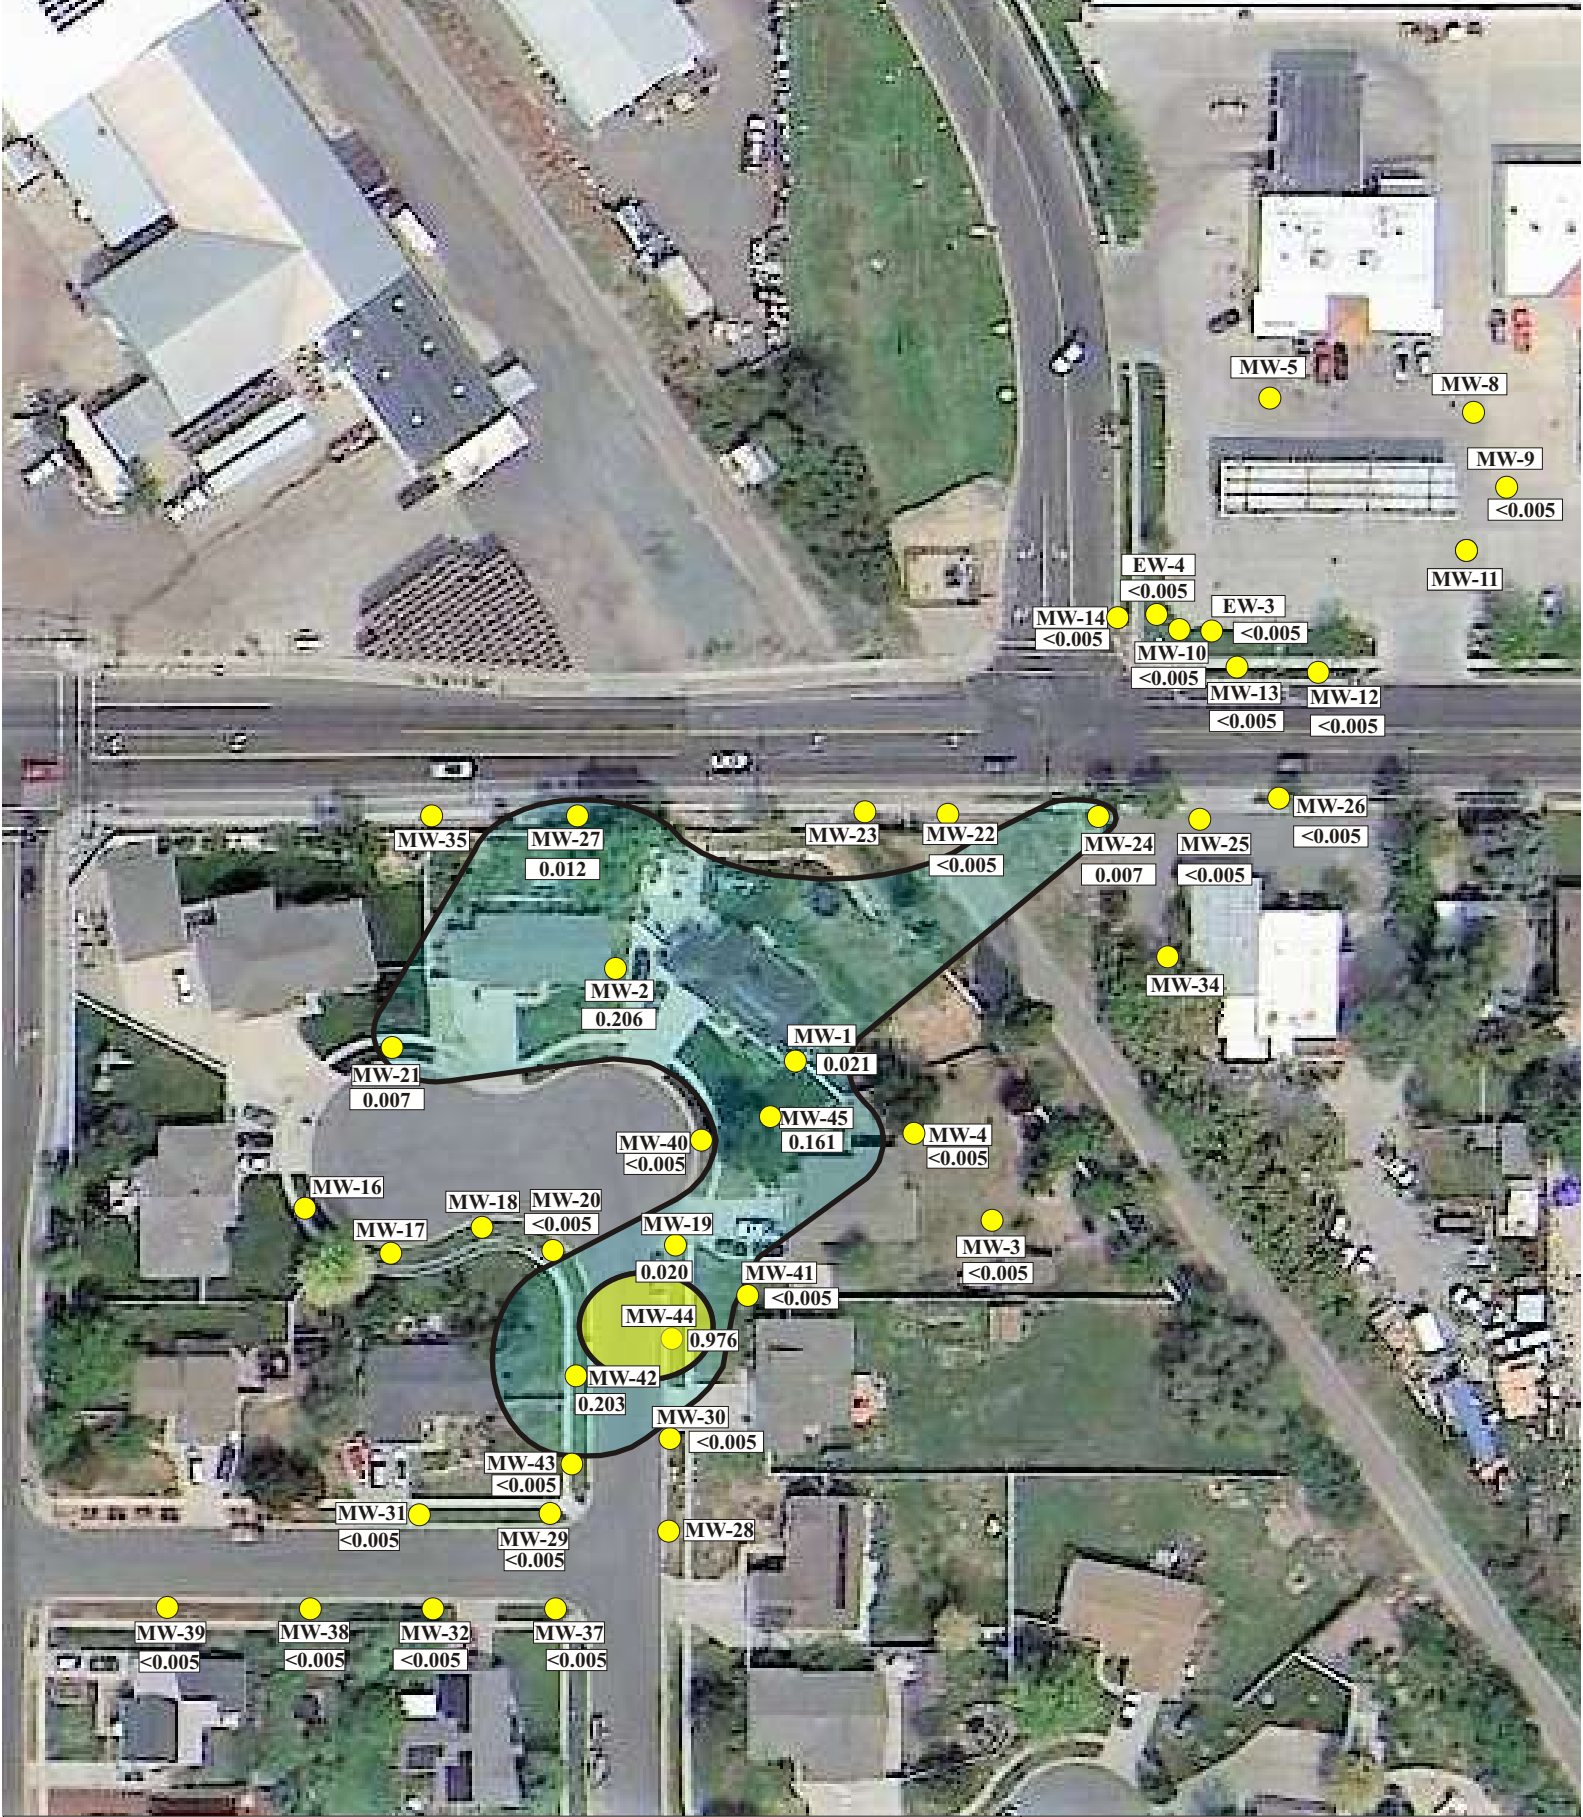 MW-5
MW-8
MW-9
<0.005
MW-11
EW-4
<0.005
EW-3
<0.005
MW-14
<0.005
MW-10
<0.005
MW-13
<0.005
MW-12
<0.005
MW-35
MW-27
0.012
MW-23
MW-22
<0.005
MW-24
0.007
MW-25
<0.005
MW-26
<0.005
MW-34
MW-2
0.206
MW-1
0.021
MW-21
0.007
MW-45
0.161
MW-40
<0.005
MW-4
<0.005
MW-16
MW-17
MW-18
MW-20
<0.005
MW-19
0.020
MW-3
<0.005
MW-41
<0.005
MW-44
0.976
MW-42
0.203
MW-30
<0.005
MW-43
<0.005
MW-31
<0.005
MW-29
<0.005
MW-28
MW-39
<0.005
MW-38
<0.005
MW-32
<0.005
MW-37
<0.005